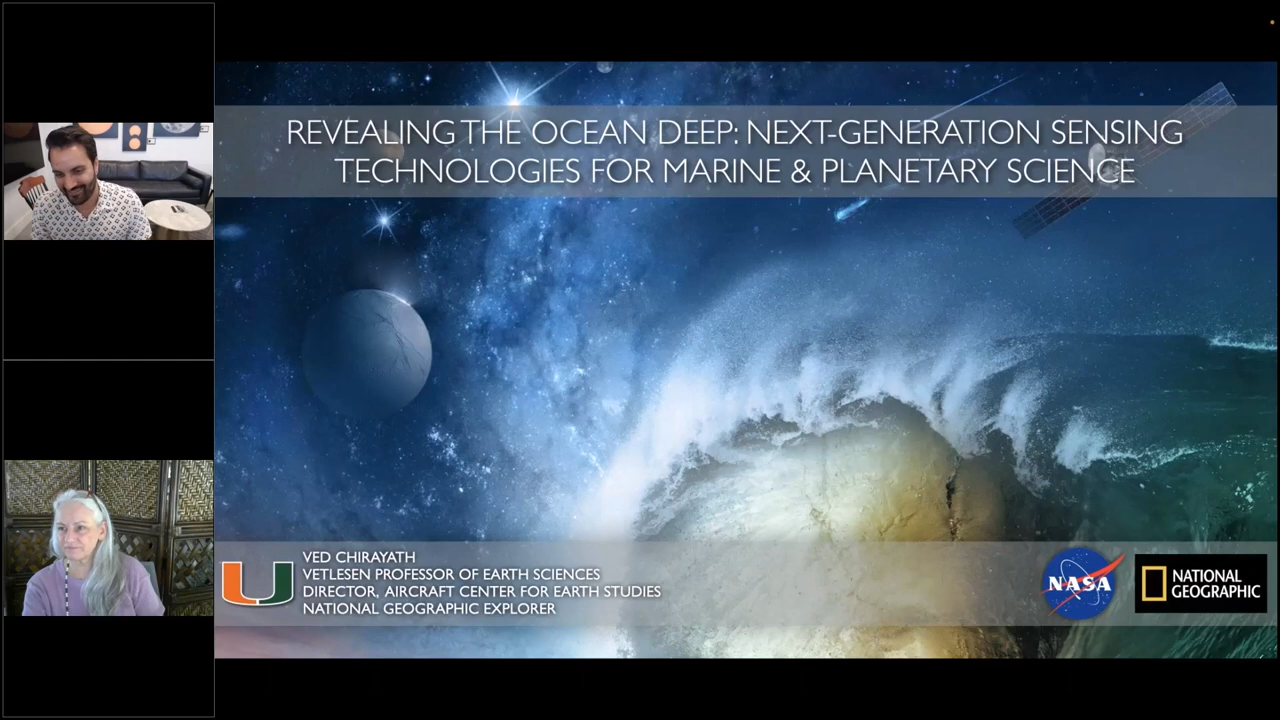 REVEALING THE OCEAN DEEP: NEXT-GENERATION SENSING
TECHNOLOGIES FOR MARINE & PLANETARY SCIENCE
VED CHIRAYATH
VETLESEN PROFESSOR OF EARTH SCIENCES
DIRECTOR, AIRCRAFT CENTER FOR EARTH STUDIES
NATIONAL GEOGRAPHIC EXPLORER
NASA
NATIONAL
GEOGRAPHIC